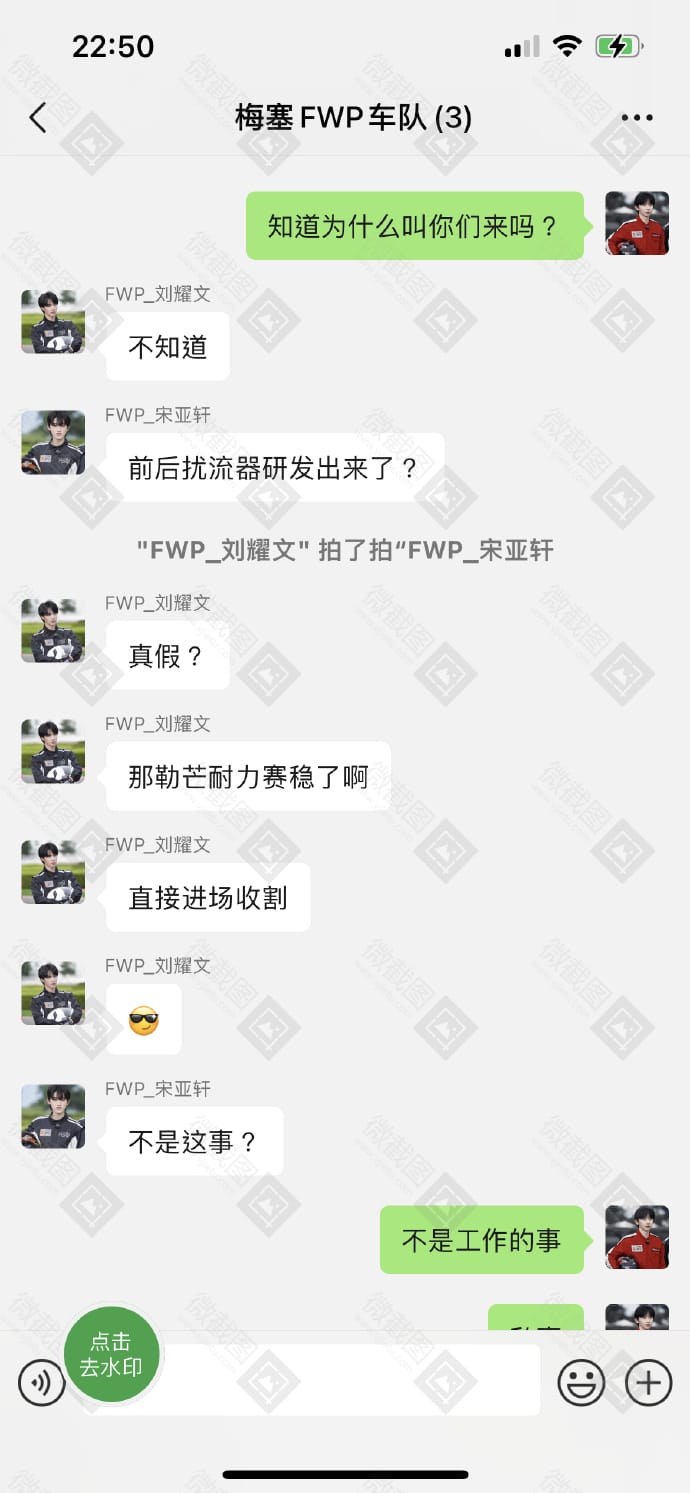 22:50
梅塞FWP车队(3)
知道为什么叫你们来吗？
FWP_刘耀文
不知道
FWP_宋亚轩
前后扰流器研发出来了？
"FWP_刘耀文" 拍了拍“FWP_宋亚轩
FWP_刘耀文
真假？
FWP_刘耀文
那勒芒耐力赛稳了啊
FWP_刘耀文
直接进场收割
FWP_刘耀文
😎
FWP_宋亚轩
不是这事？
不是工作的事
点击
去水印
微截图